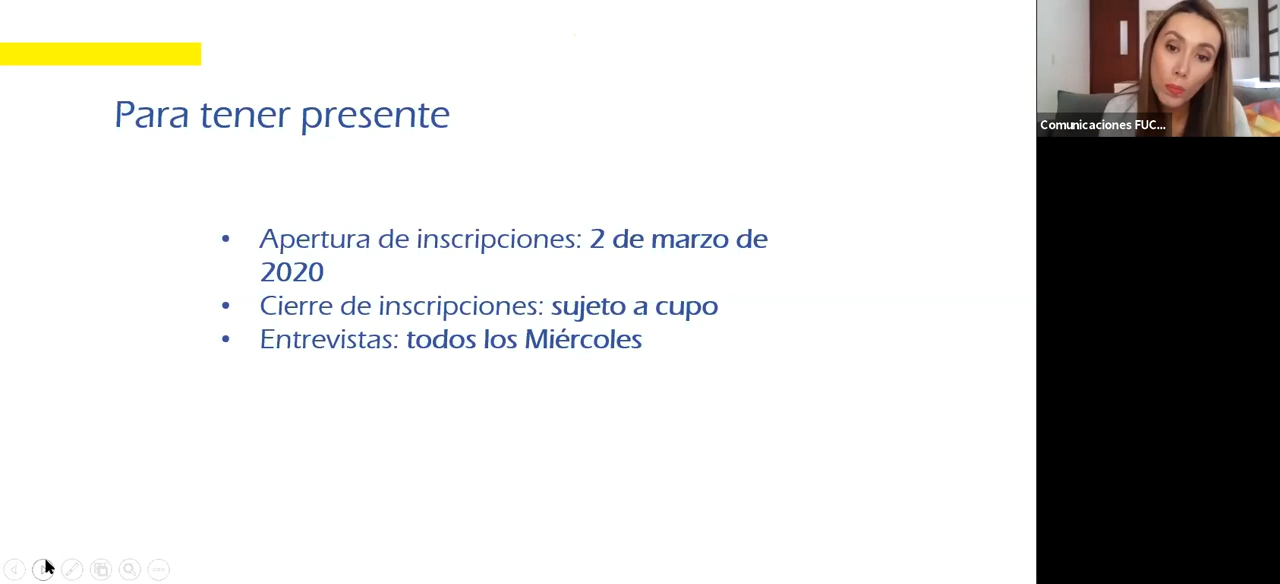 Para tener presente
• Apertura de inscripciones: 2 de marzo de
2020
• Cierre de inscripciones: sujeto a cupo
• Entrevistas: todos los Miércoles
Comunicaciones FUC...